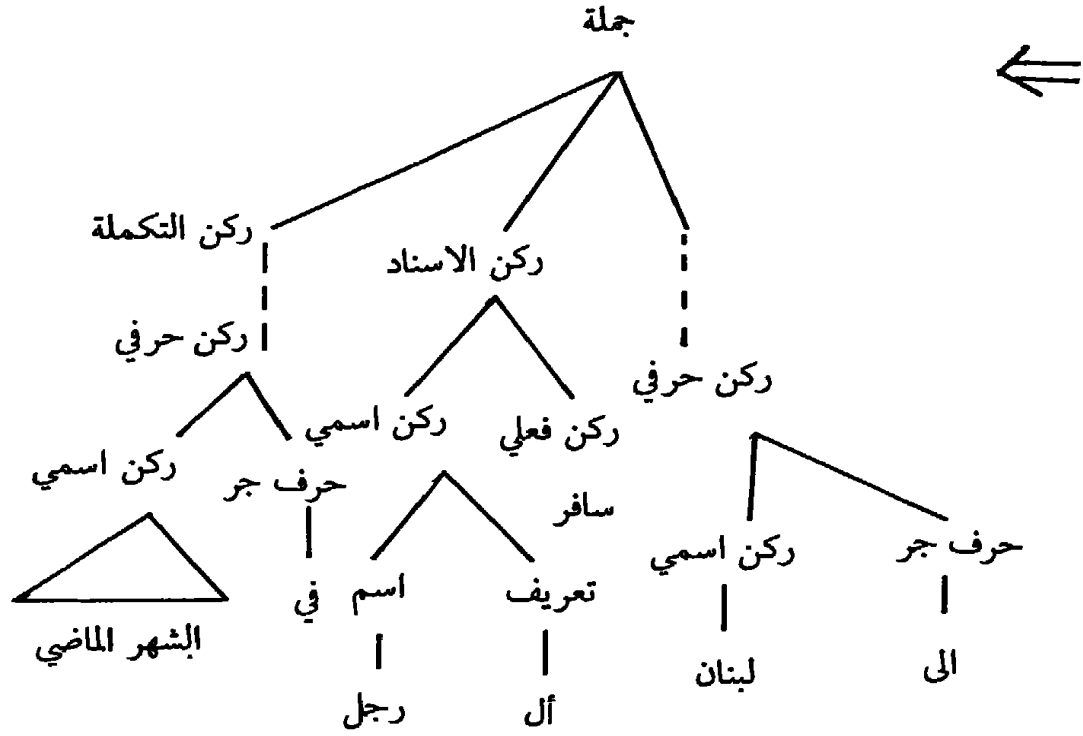 جملة
ركن التكملة
ركن الاسناد
ركن حرفي
ركن حرفي
ركن فعلي
ركن اسمي
حرف جر
ركن اسمي
سافر
حرف جر
ركن اسمي
تعريف
اسم
في
الشهر الماضي
الى
لبنان
أل
رجل